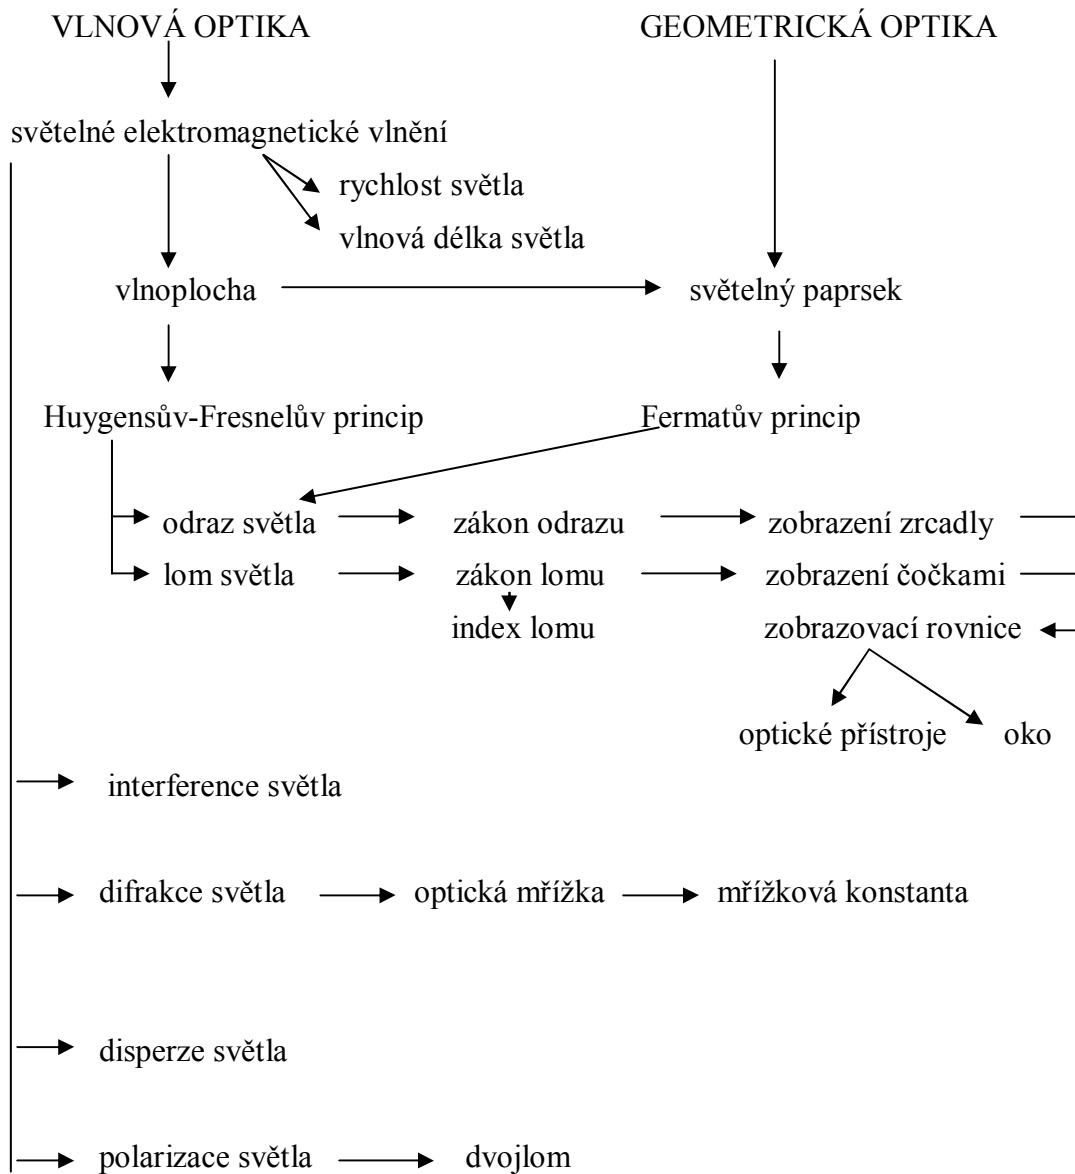 VLNOVÁ OPTIKA GEOMETRICKÁ OPTIKA
světelné elektromagnetické vlnění
rychlost světla
vlnová délka světla
vlnoplocha světelný paprsek
Huygensův-Fresnelův princip Fermatův princip
odraz světla zákon odrazu zobrazení zrcadly
lom světla zákon lomu zobrazení čočkami
index lomu zobrazovací rovnice
optické přístroje oko
interference světla
difrakce světla optická mřížka mřížková konstanta
disperze světla
polarizace světla dvojlom